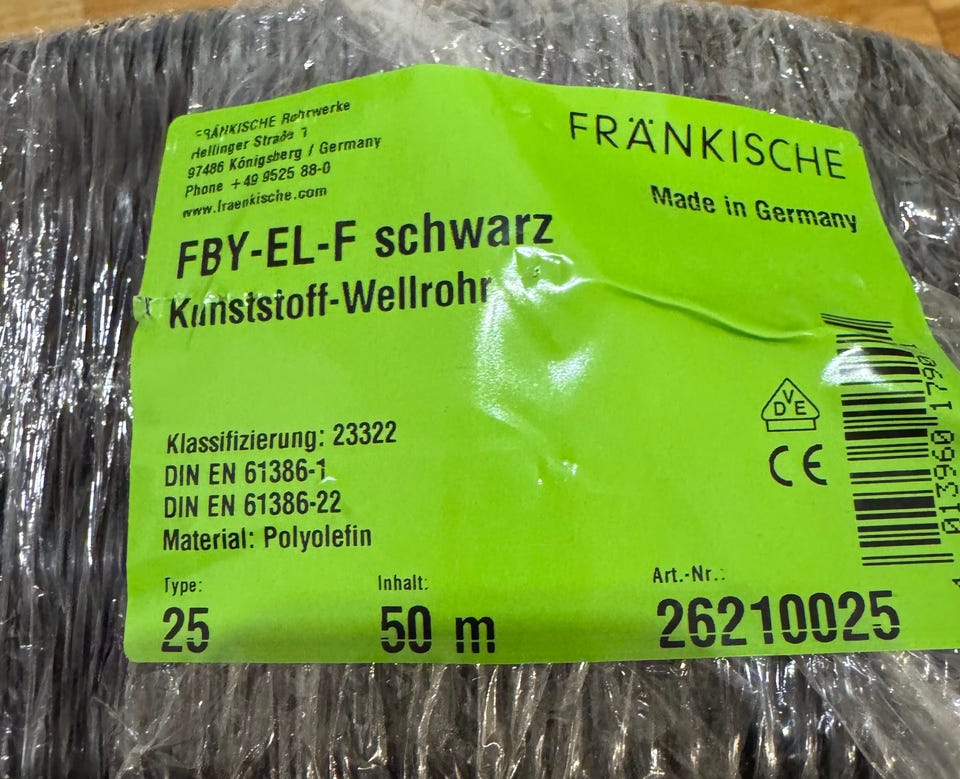 FRÄNKISCHE Rohrwerke
Hellinger Straße 1
97486 Königsberg / Germany
Phone +49 9525 88-0
www.fraenkische.com
FRÄNKISCHE
Made in Germany
FBY-EL-F schwarz
Kunststoff-Wellrohr
VDE
CE
Klassifizierung: 23322
DIN EN 61386-1
DIN EN 61386-22
Material: Polyolefin
Type:
25
Inhalt:
50 m
Art.-Nr.:
26210025
013960